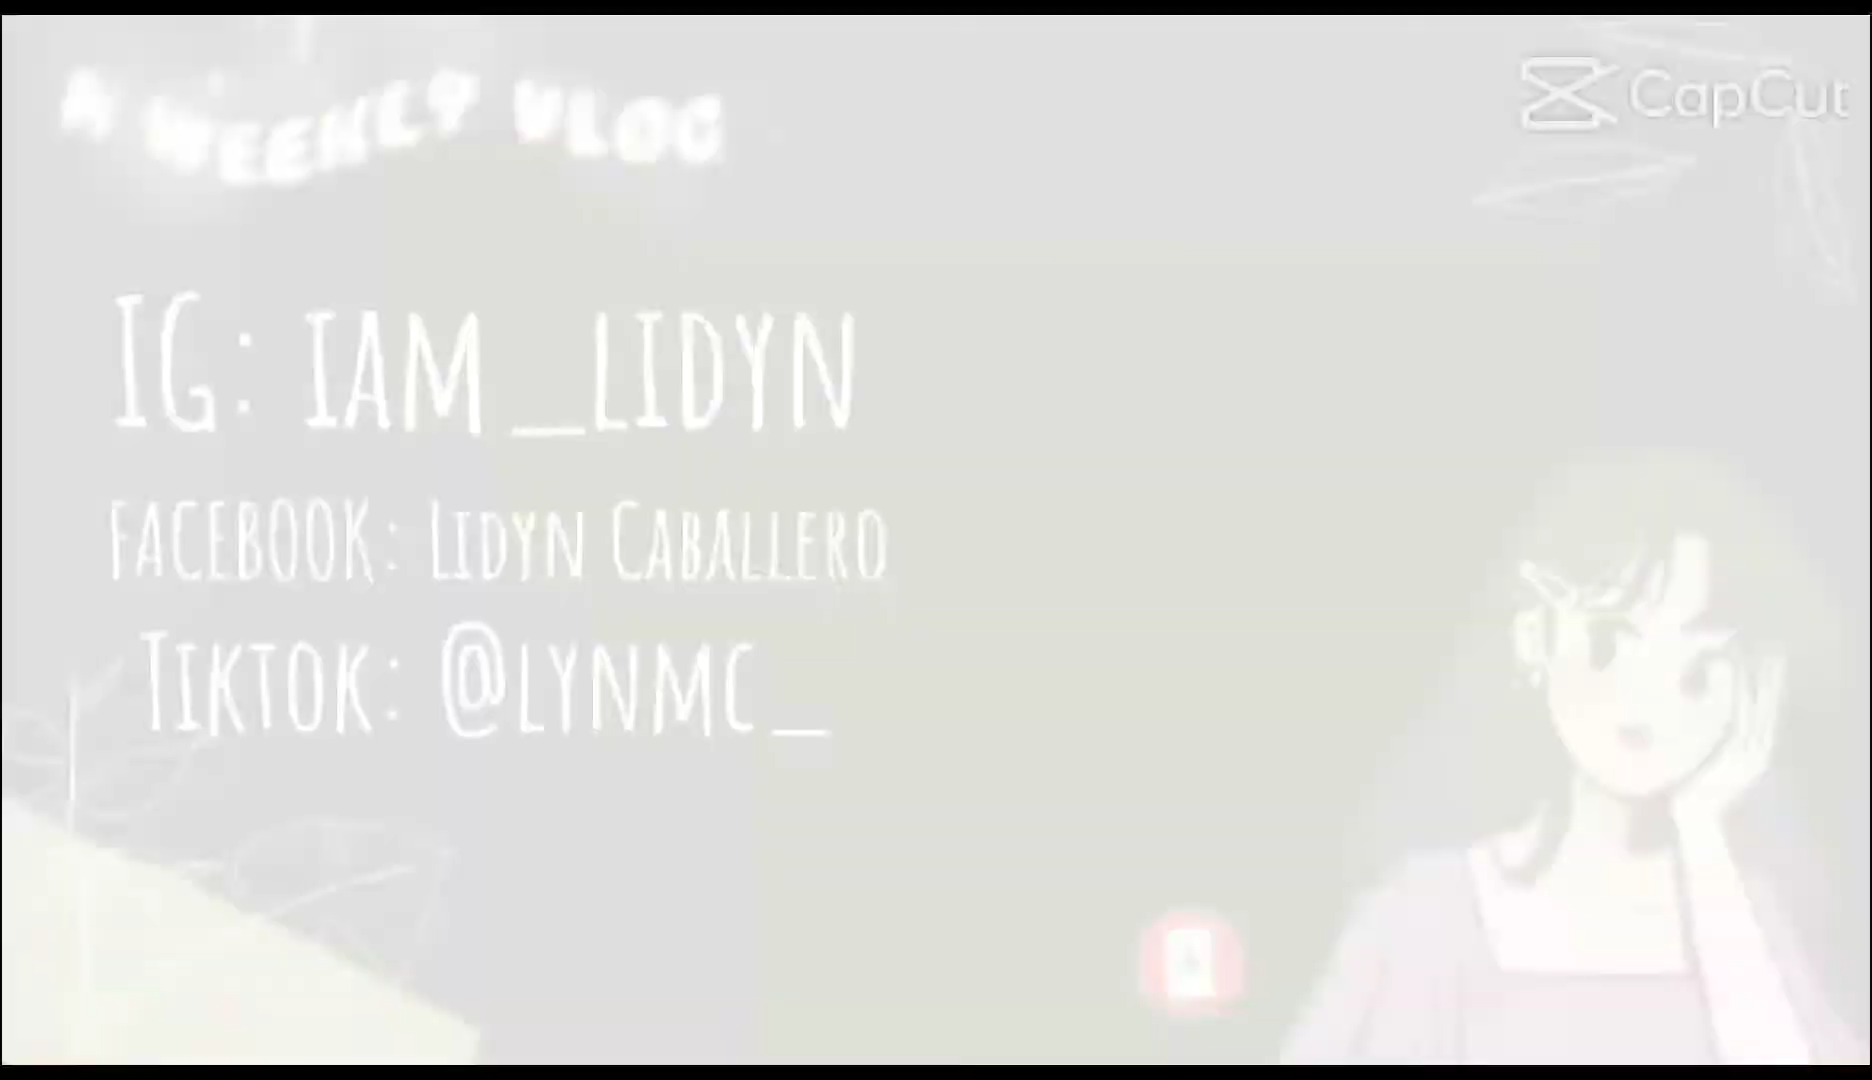 A WEEKLY VLOG
CapCut
IG: IAM_LIDYN
FACEBOOK: LIDYN CABALLERO
TIKTOK: @LYNMC_